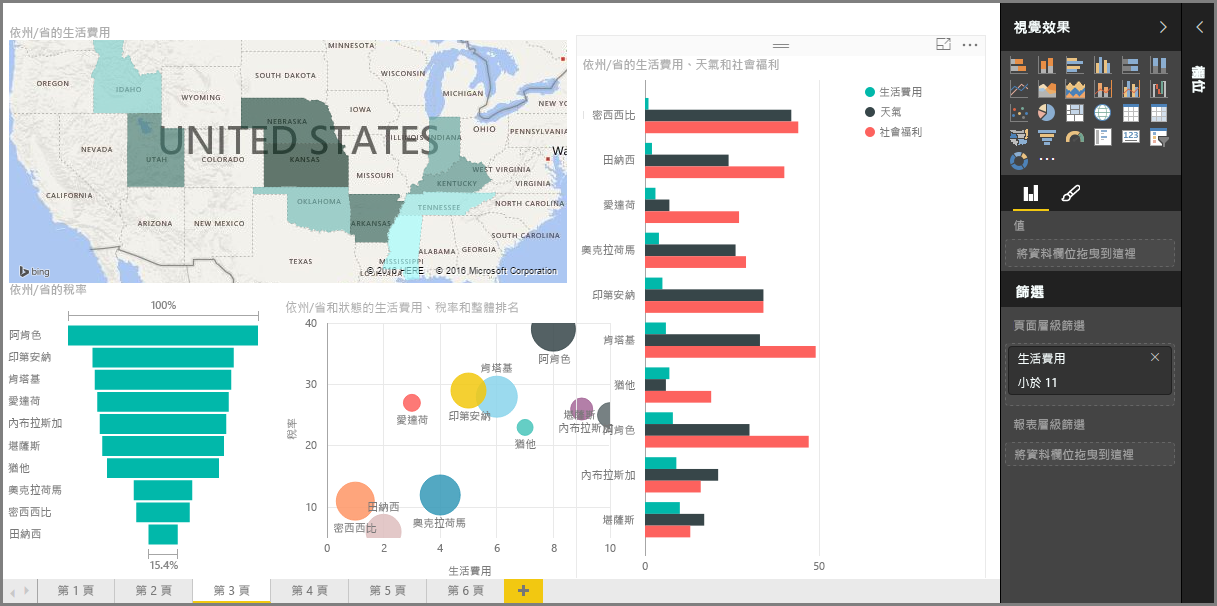 依州/省的生活費用
MINNESOTA
OREGON
IDAHO
WYOMING
SOUTH DAKOTA
WISCONSIN
MICHIGAN
NEW YO
NEBRASKA
IOWA
OHIO
PENNSYLVANIA
UNITED STATES
ILLINOIS
INDIANA
NEVADA
UTAH
COLORADO
KANSAS
MISSOURI
WEST VIRGINIA
VIRGINIA
Wa
KENTUCKY
CALIFORNIA
OKLAHOMA
TENNESSEE
NORTH CAROLINA
ARIZONA
NEW MEXICO
ARKANSAS
SOUTH CAROLINA
TEXAS
MISSISSIPPI
ALABAMA
GEORGIA
LOUISIANA
bing
© 2016 HERE
© 2016 Microsoft Corporation
依州/省的稅率
100%
阿肯色
印第安納
肯塔基
愛達荷
內布拉斯加
堪薩斯
猶他
奧克拉荷馬
密西西比
田納西
15.4%
依州/省和狀態的生活費用、稅率和整體排名
稅率
40
30
20
10
阿肯色
肯塔基
愛達荷
印第安納
堪薩斯
猶他
內布拉斯加
田納西
密西西比
奧克拉荷馬
0
2
4
6
8
10
生活費用
依州/省的生活費用、天氣和社會福利
生活費用
天氣
社會福利
密西西比
田納西
愛達荷
奧克拉荷馬
印第安納
肯塔基
猶他
阿肯色
內布拉斯加
堪薩斯
0
50
第 1 頁
第 2 頁
第 3 頁
第 4 頁
第 5 頁
第 6 頁
視覺效果
123
值
將資料欄位拖曳到這裡
篩選
頁面層級篩選
生活費用
小於 11
報表層級篩選
將資料欄位拖曳到這裡